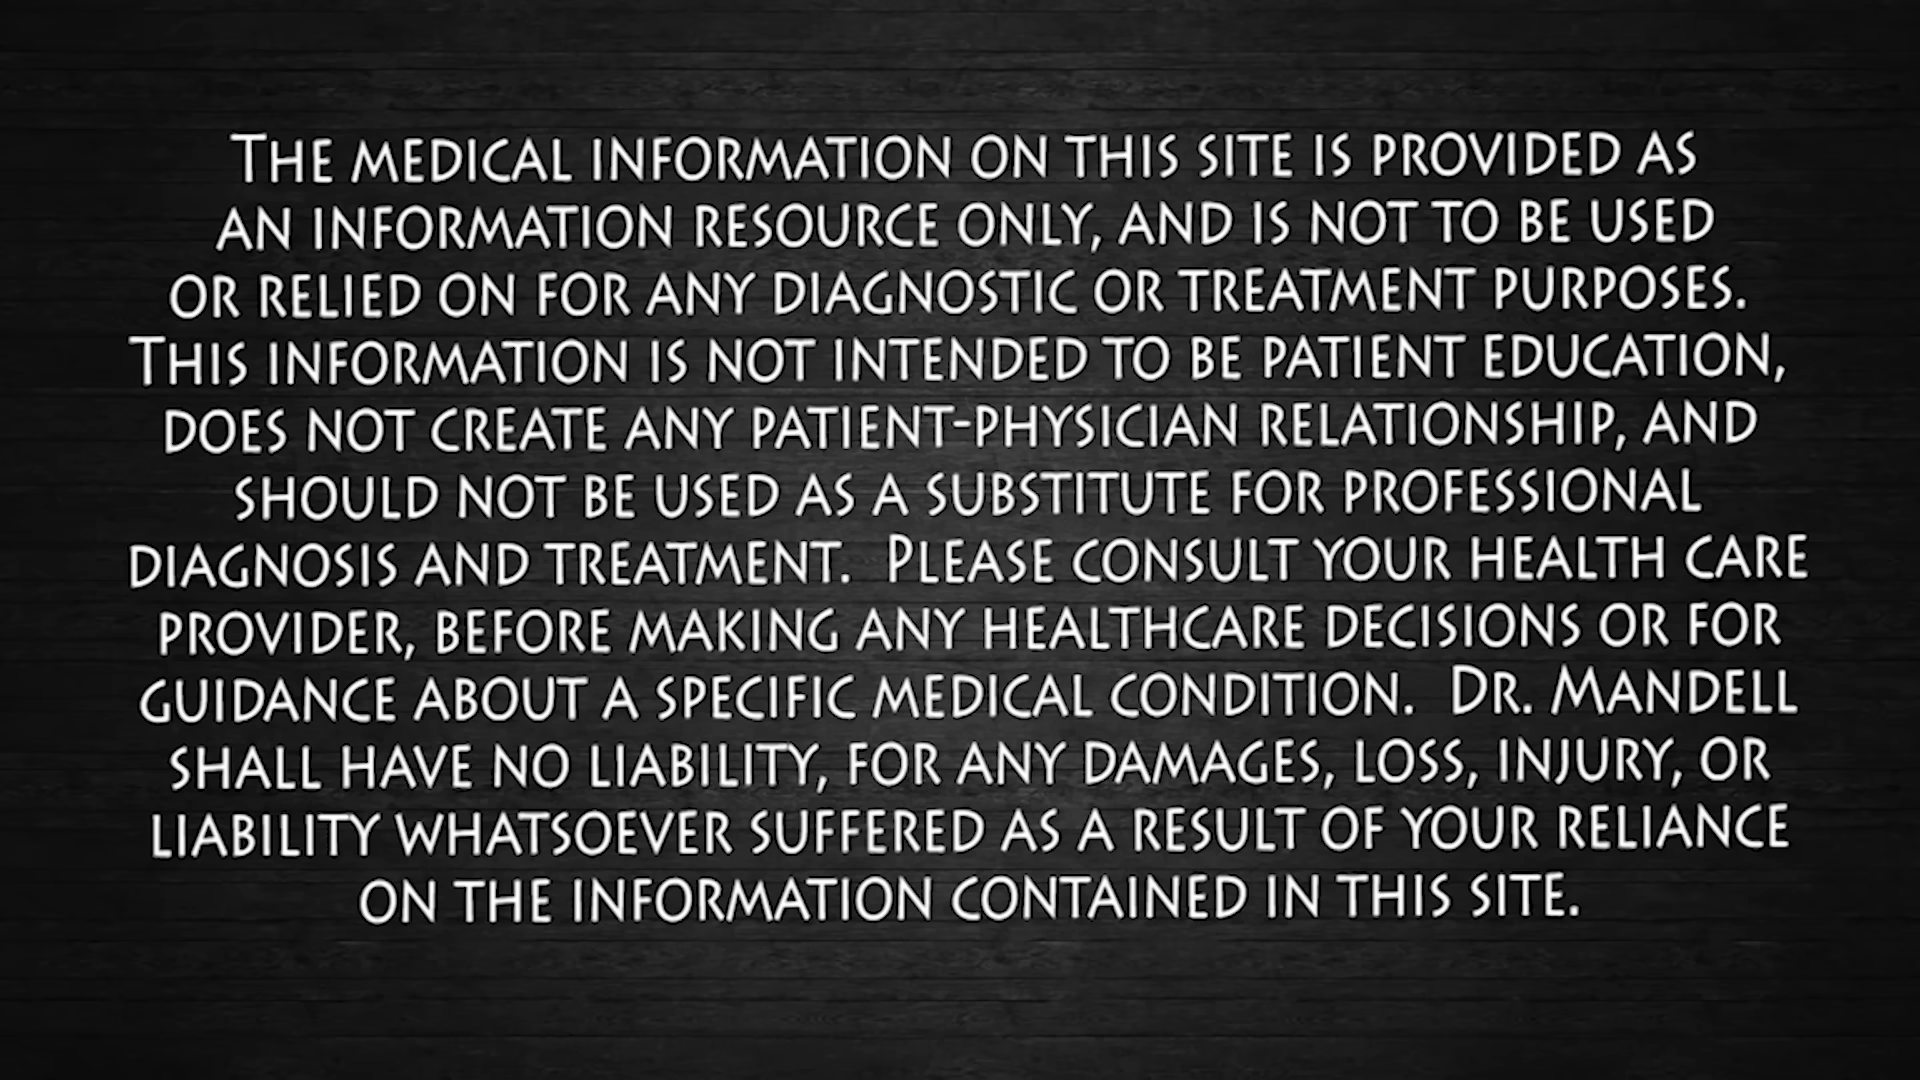 The medical information on this site is provided as
an information resource only, and is not to be used
or relied on for any diagnostic or treatment purposes.
This information is not intended to be patient education,
does not create any patient-physician relationship, and
should not be used as a substitute for professional
diagnosis and treatment.  Please consult your health care
provider, before making any healthcare decisions or for
guidance about a specific medical condition.  Dr. Mandell
shall have no liability, for any damages, loss, injury, or
liability whatsoever suffered as a result of your reliance
on the information contained in this site.